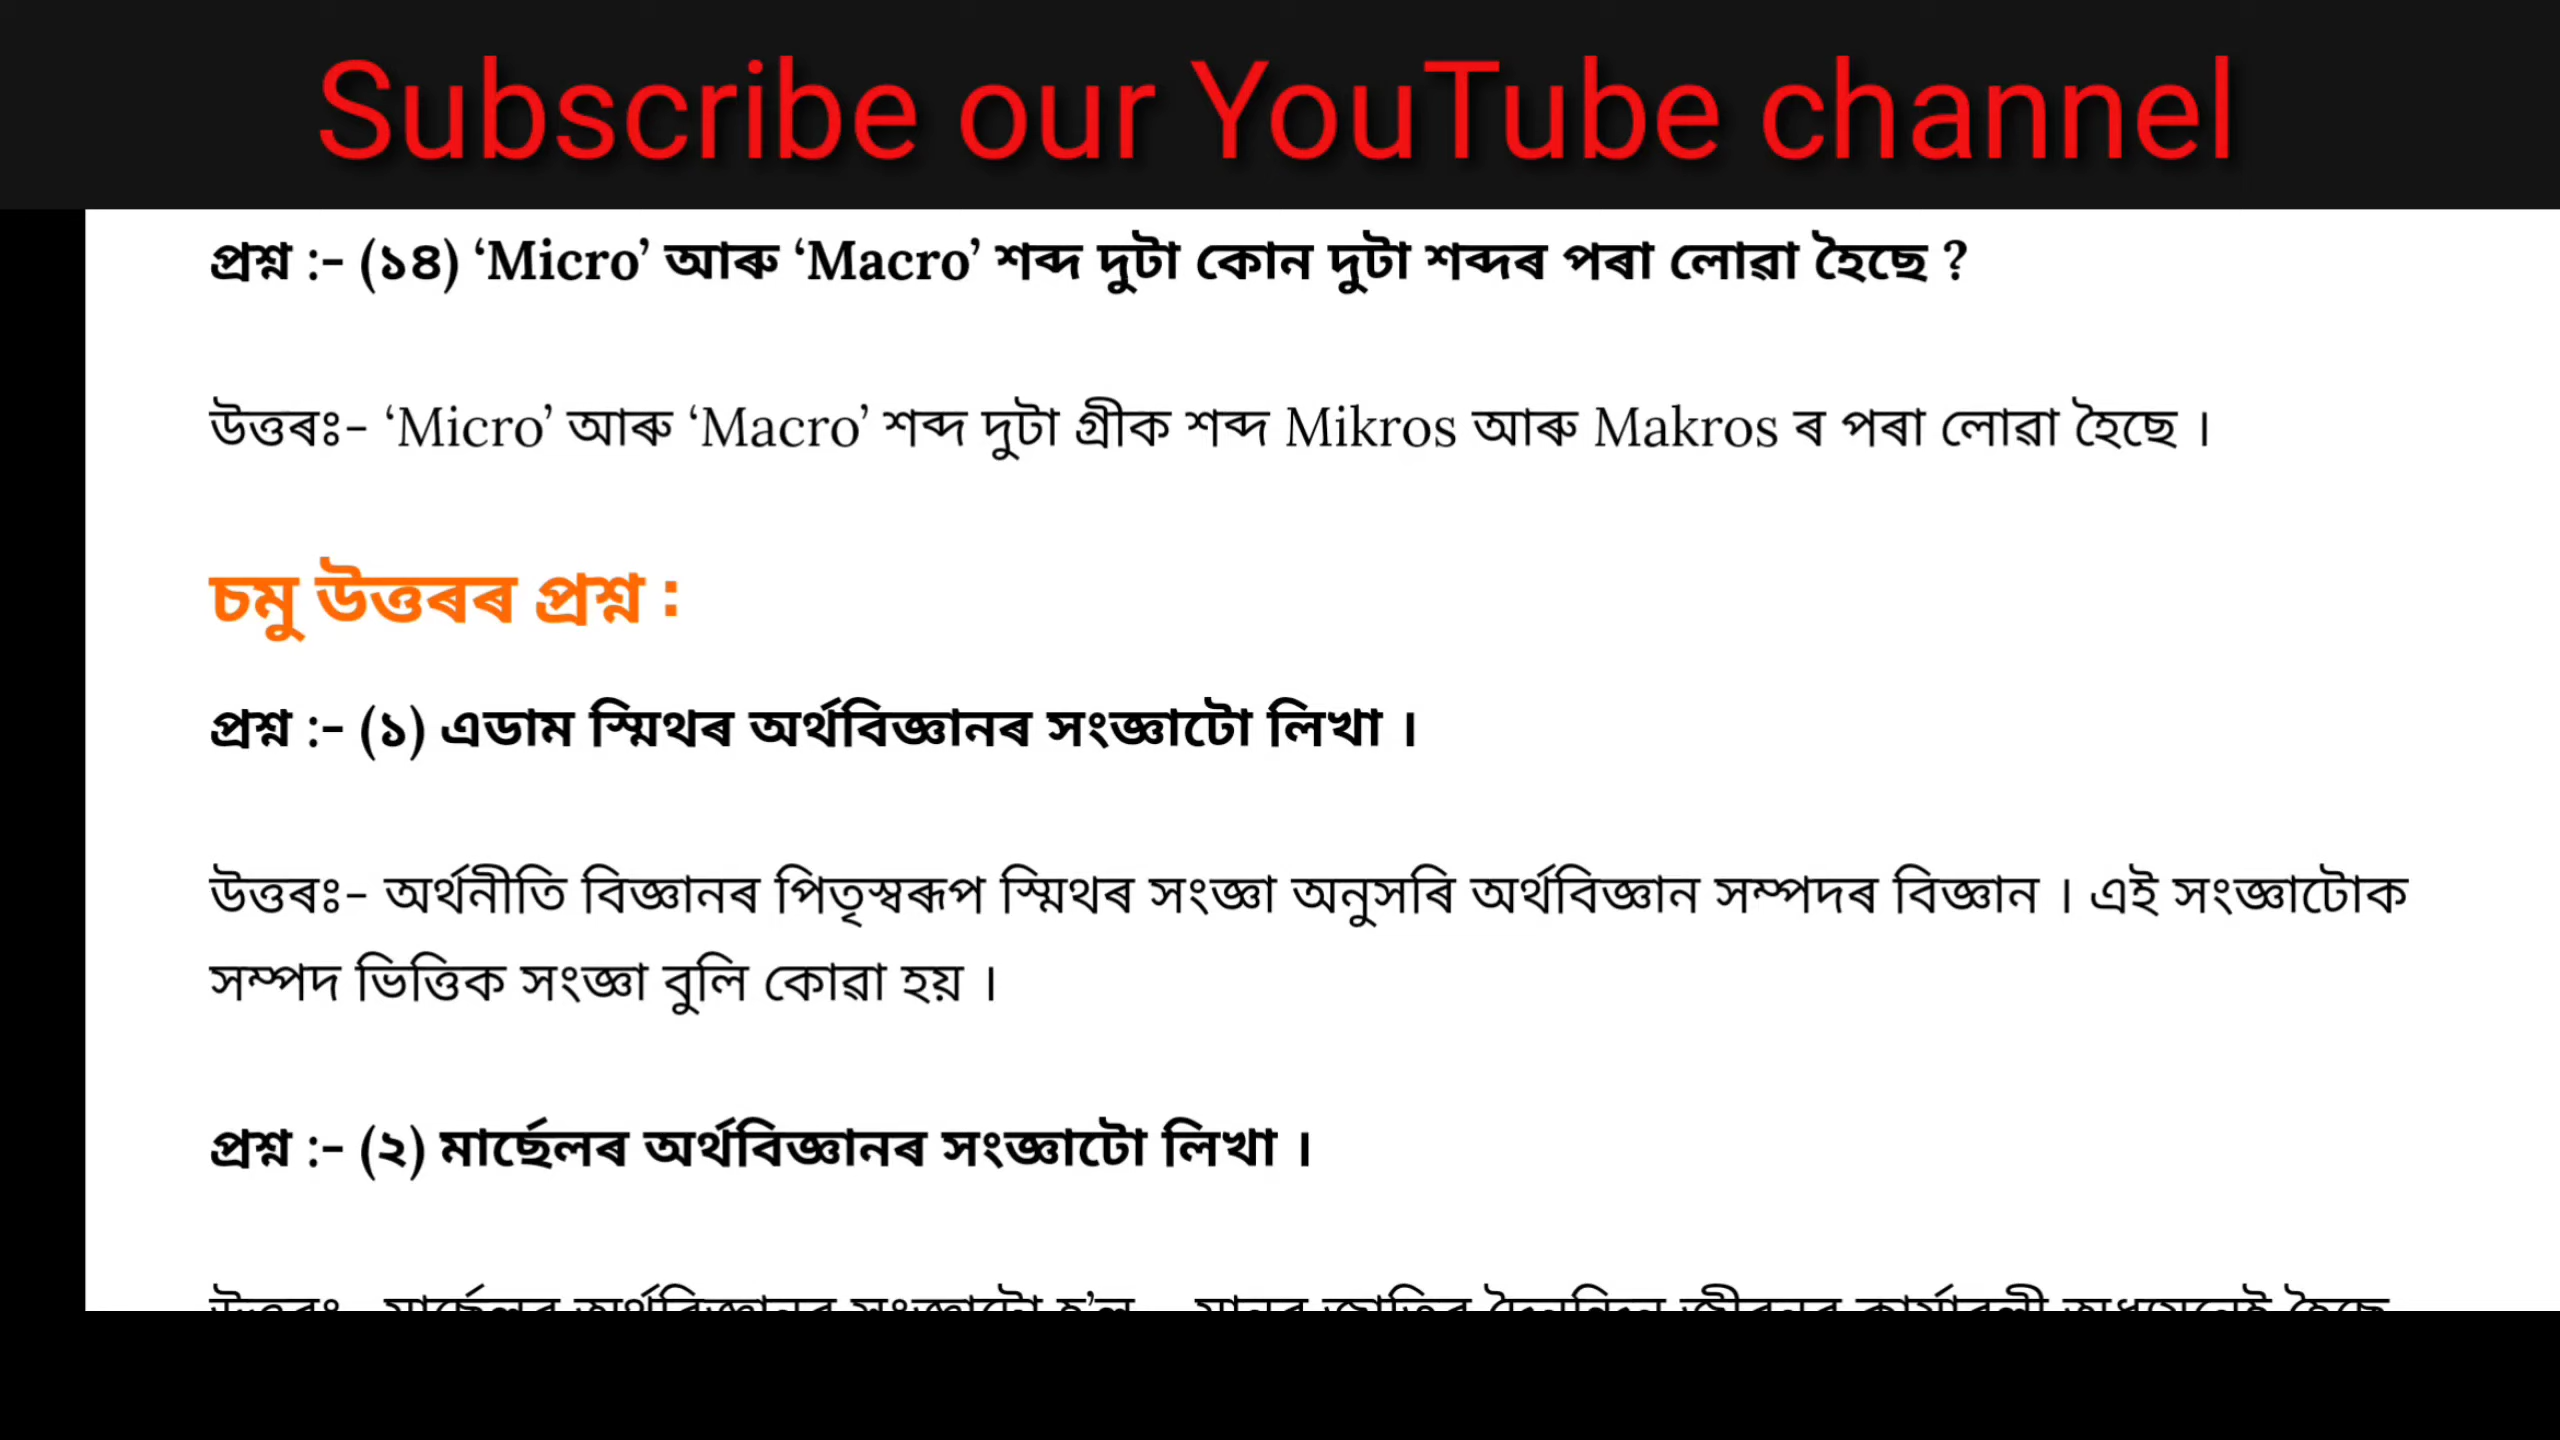 Subscribe our YouTube channel
প্ৰশ্ন :- (১৪) ‘Micro’ আৰু ‘Macro’ শব্দ দুটা কোন দুটা শব্দৰ পৰা লোৱা হৈছে ?
উত্তৰঃ- ‘Micro’ আৰু ‘Macro’ শব্দ দুটা গ্ৰীক শব্দ Mikros আৰু Makros ৰ পৰা লোৱা হৈছে ।
চমু উত্তৰৰ প্ৰশ্ন :
প্ৰশ্ন :- (১) এডাম স্মিথৰ অৰ্থবিজ্ঞানৰ সংজ্ঞাটো লিখা ।
উত্তৰঃ- অৰ্থনীতি বিজ্ঞানৰ পিতৃস্বৰূপ স্মিথৰ সংজ্ঞা অনুসৰি অৰ্থবিজ্ঞান সম্পদৰ বিজ্ঞান । এই সংজ্ঞাটোক
সম্পদ ভিত্তিক সংজ্ঞা বুলি কোৱা হয় ।
প্ৰশ্ন :- (২) মাৰ্ছেলৰ অৰ্থবিজ্ঞানৰ সংজ্ঞাটো লিখা ।